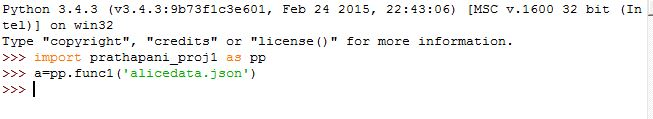 Python 3.4.3 (v3.4.3:9b73f1c3e601, Feb 24 2015, 22:43:06) [MSC v.1600 32 bit (In
tel)] on win32
Type "copyright", "credits" or "license()" for more information.
>>> import prathapani_proj1 as pp
>>> a=pp.func1('alicedata.json')
>>>